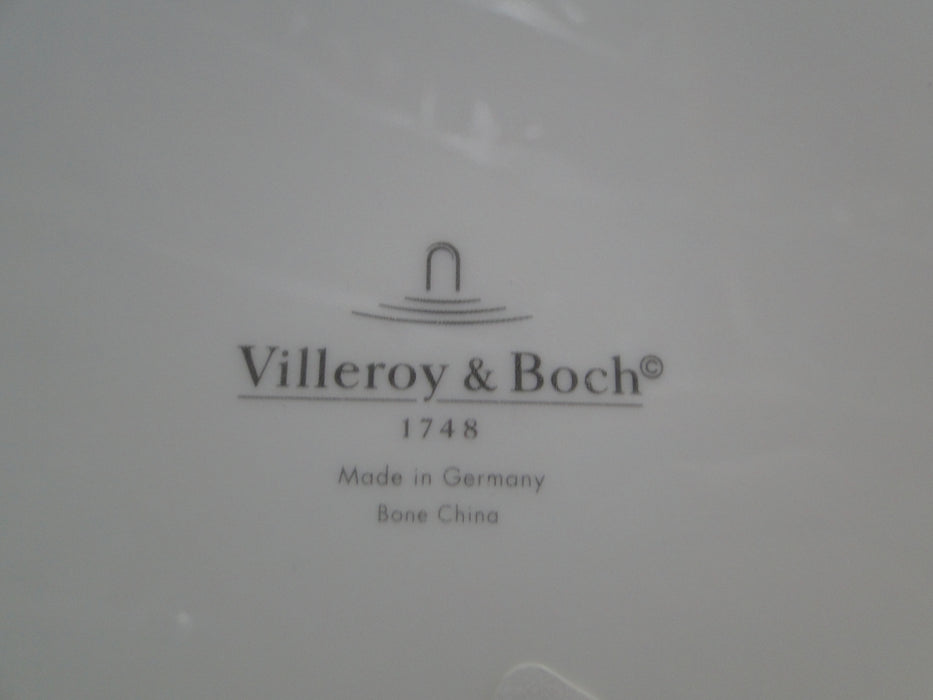 Villeroy & Boch©
1748
Made in Germany
Bone China